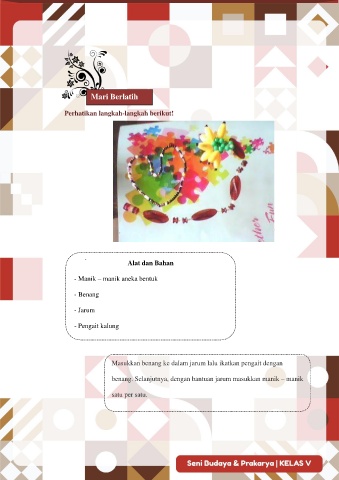 Mari Berlatih
Perhatikan langkah-langkah berikut!
Alat dan Bahan
- Manik – manik aneka bentuk
- Benang
- Jarum
- Pengait kalung
Masukkan benang ke dalam jarum lalu ikatkan pengait dengan
benang. Selanjutnya, dengan bantuan jarum masukkan manik – manik
satu per satu.
Seni Budaya & Prakarya | KELAS V